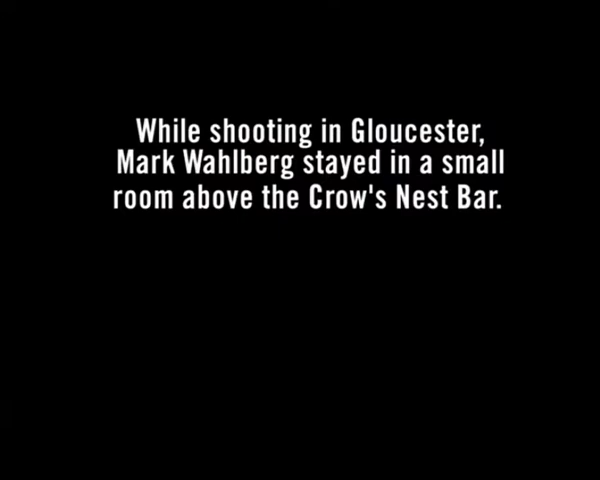 While shooting in Gloucester,
Mark Wahlberg stayed in a small
room above the Crow's Nest Bar.